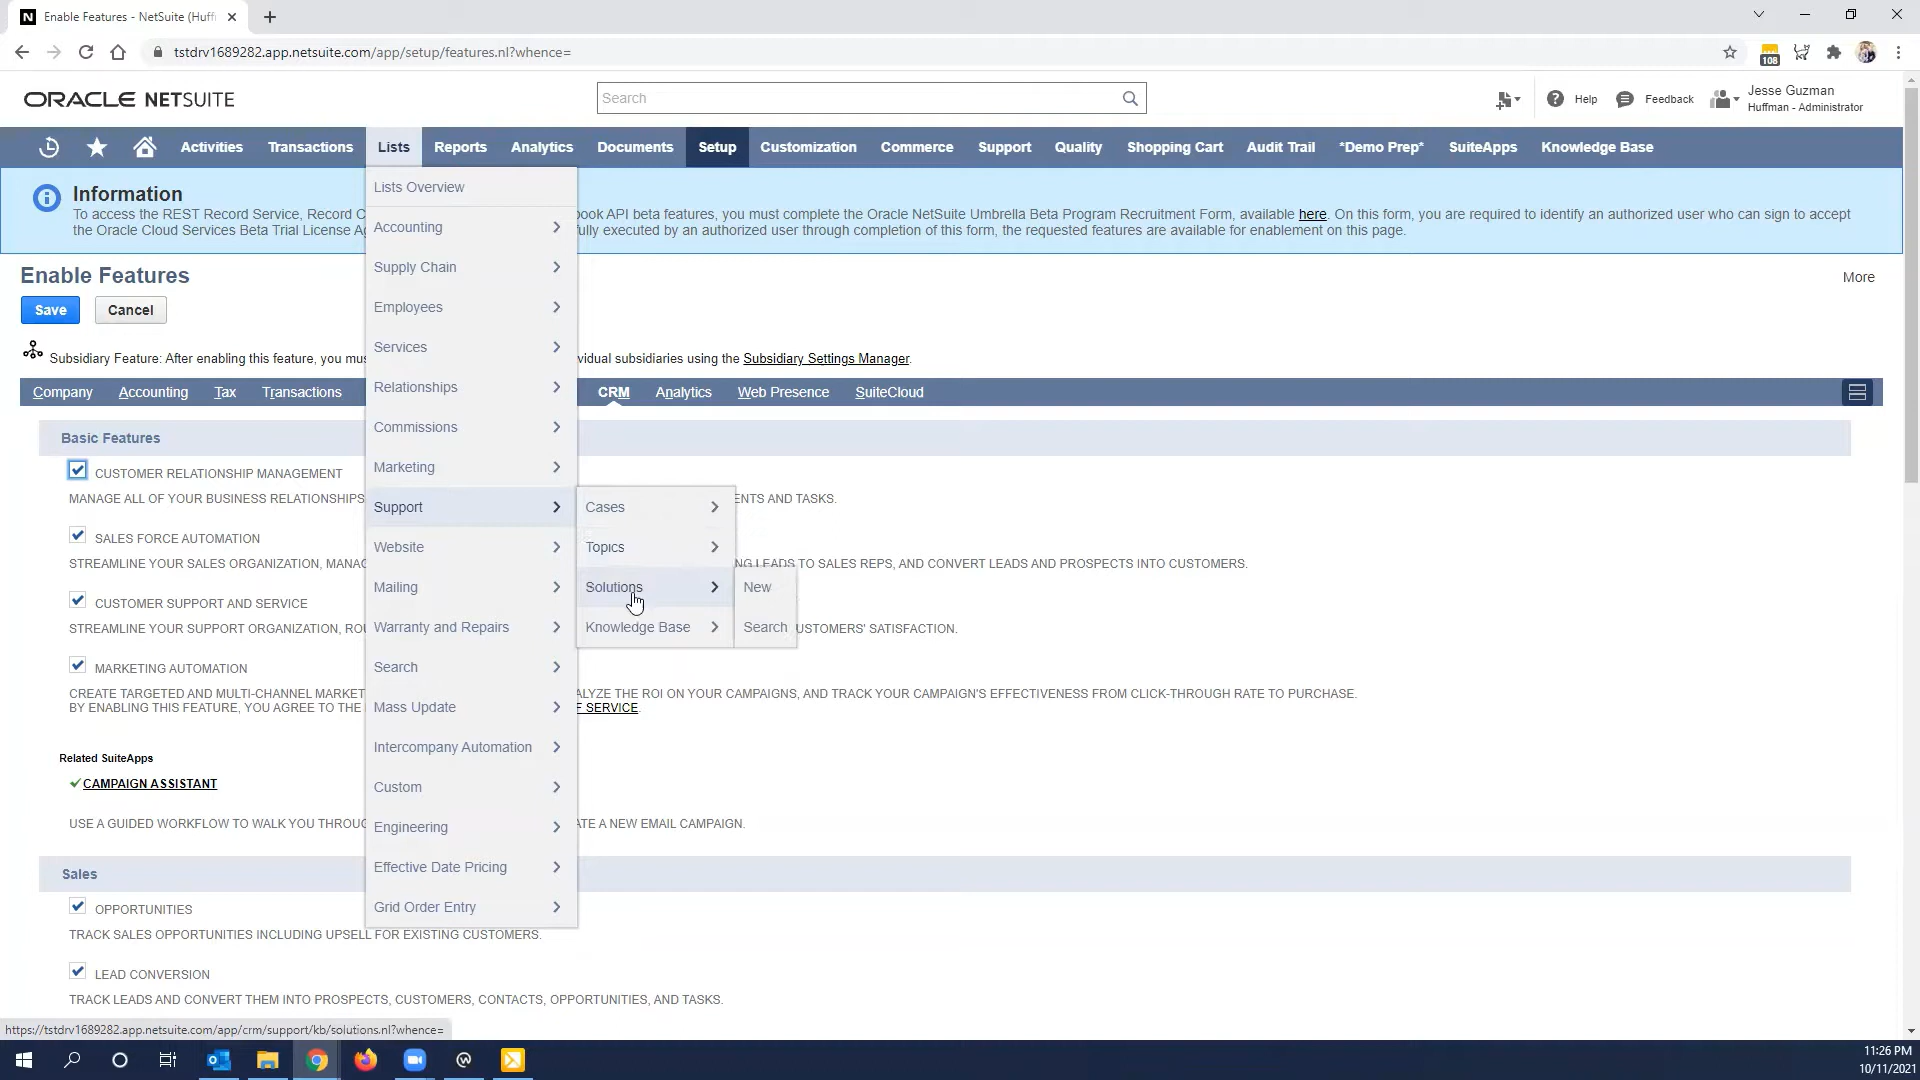 Enable Features - NetSuite (Huff
tstdrv1689282.app.netsuite.com/app/setup/features.nl?whence=
108
ORACLE NETSUITE
Search
Help
Feedback
Jesse Guzman
Huffman - Administrator
Activities
Transactions
Lists
Reports
Analytics
Documents
Setup
Customization
Commerce
Support
Quality
Shopping Cart
Audit Trail
*Demo Prep*
SuiteApps
Knowledge Base
Information
To access the REST Record Service, Record C
book API beta features, you must complete the Oracle NetSuite Umbrella Beta Program Recruitment Form, available here. On this form, you are required to identify an authorized user who can sign to accept
the Oracle Cloud Services Beta Trial License Ag
fully executed by an authorized user through completion of this form, the requested features are available for enablement on this page.
Enable Features
More
Save
Cancel
Subsidiary Feature: After enabling this feature, you mus
vidual subsidiaries using the Subsidiary Settings Manager.
Company
Accounting
Tax
Transactions
CRM
Analytics
Web Presence
SuiteCloud
Lists Overview
Accounting
Supply Chain
Employees
Services
Relationships
Commissions
Marketing
Support
Website
Mailing
Warranty and Repairs
Search
Mass Update
Intercompany Automation
Custom
Engineering
Effective Date Pricing
Grid Order Entry
Cases
Topics
Solutions
Knowledge Base
New
Search
Basic Features
CUSTOMER RELATIONSHIP MANAGEMENT
MANAGE ALL OF YOUR BUSINESS RELATIONSHIPS
ENTS AND TASKS.
SALES FORCE AUTOMATION
STREAMLINE YOUR SALES ORGANIZATION, MANA
NG LEADS TO SALES REPS, AND CONVERT LEADS AND PROSPECTS INTO CUSTOMERS.
CUSTOMER SUPPORT AND SERVICE
STREAMLINE YOUR SUPPORT ORGANIZATION, ROU
USTOMERS' SATISFACTION.
MARKETING AUTOMATION
CREATE TARGETED AND MULTI-CHANNEL MARKET
ALYZE THE ROI ON YOUR CAMPAIGNS, AND TRACK YOUR CAMPAIGN'S EFFECTIVENESS FROM CLICK-THROUGH RATE TO PURCHASE.
BY ENABLING THIS FEATURE, YOU AGREE TO THE
F SERVICE.
Related SuiteApps
CAMPAIGN ASSISTANT
USE A GUIDED WORKFLOW TO WALK YOU THROUG
ATE A NEW EMAIL CAMPAIGN.
Sales
OPPORTUNITIES
TRACK SALES OPPORTUNITIES INCLUDING UPSELL FOR EXISTING CUSTOMERS.
LEAD CONVERSION
TRACK LEADS AND CONVERT THEM INTO PROSPECTS, CUSTOMERS, CONTACTS, OPPORTUNITIES, AND TASKS.
https://tstdrv1689282.app.netsuite.com/app/crm/support/kb/solutions.nl?whence=
11:26 PM
10/11/2021